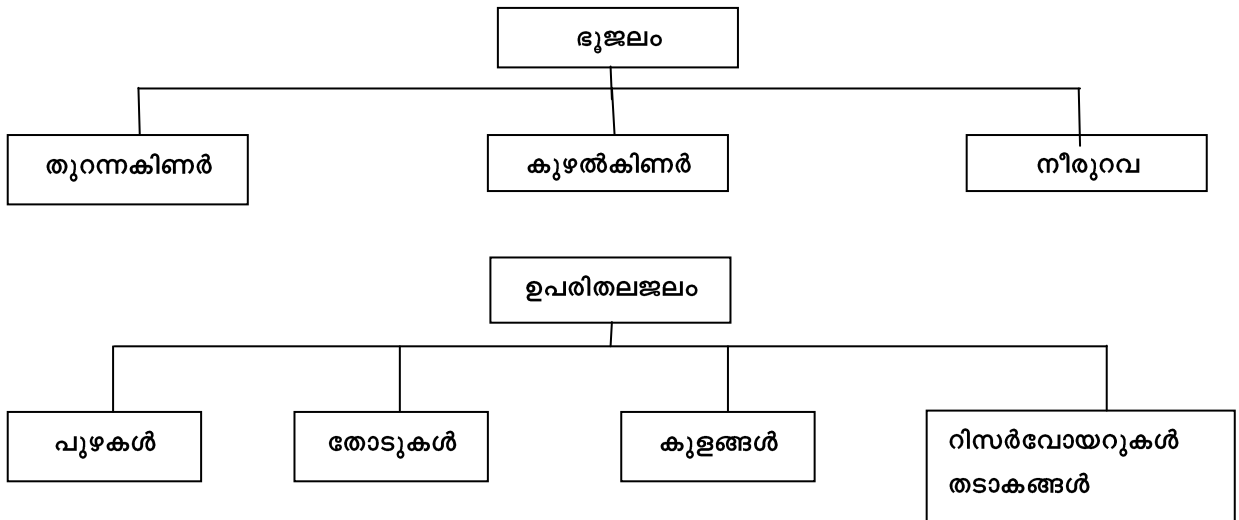 ഭൂജലം
തുറന്നകിണർ
കുഴൽകിണർ
നീരുറവ
ഉപരിതലജലം
പുഴകൾ
തോടുകൾ
കുളങ്ങൾ
റിസർവോയറുകൾ
തടാകങ്ങൾ